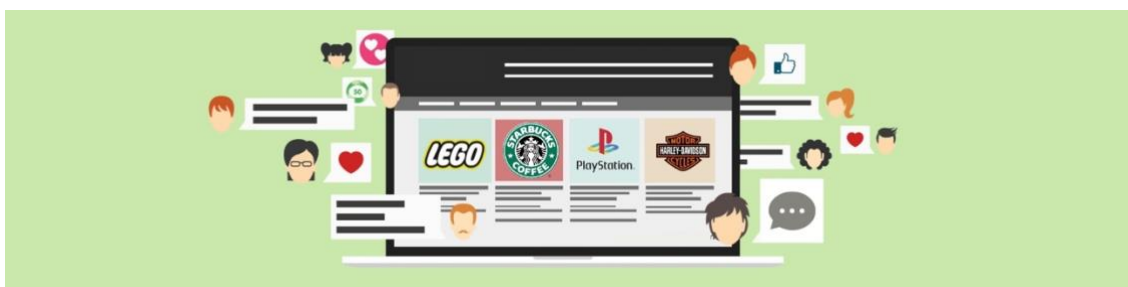 LEGO
STARBUCKS
COFFEE
PlayStation
MOTOR
HARLEY-DAVIDSON
CYCLES